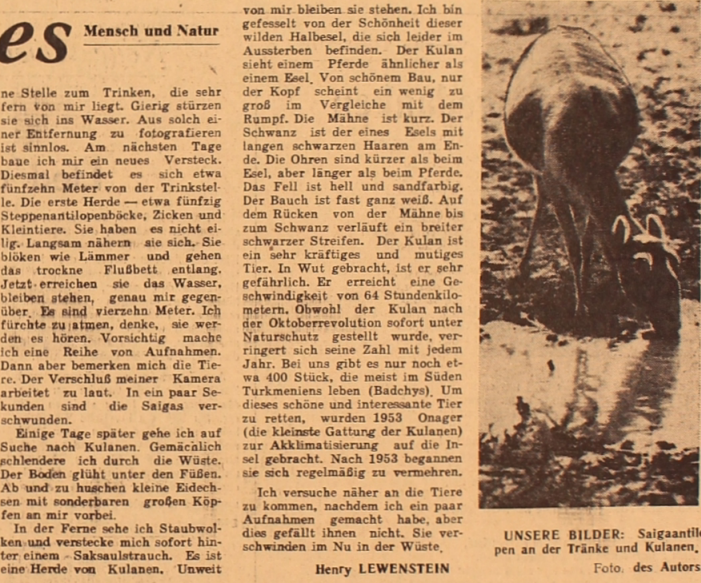 es
Mensch und Natur
ne Stelle zum Trinken, die sehr
fern von mir liegt. Gierig stürzen
sie sich ins Wasser. Aus solch ei-
ner Entfernung zu fotografieren
ist sinnlos. Am nächsten Tage
baue ich mir ein neues Versteck.
Diesmal befindet es sich etwa
fünfzehn Meter von der Trinkstel-
le. Die erste Herde — etwa fünfzig
Steppenantilopenböcke, Zicken und
Kleintiere. Sie haben es nicht ei-
lig. Langsam nähern sie sich. Sie
blöken wie Lämmer und gehen
das trockne Flußbett entlang.
Jetzt erreichen sie das Wasser,
bleiben stehen, genau mir gegen-
über. Es sind vierzehn Meter. Ich
fürchte zu atmen, denke, sie wer-
den es hören. Vorsichtig mache
ich eine Reihe von Aufnahmen.
Dann aber bemerken mich die Tie-
re. Der Verschluß meiner Kamera
arbeitet zu laut. In ein paar Se-
kunden sind die Saigas ver-
schwunden.
Einige Tage später gehe ich auf
Suche nach Kulanen. Gemächlich
schlendere ich durch die Wüste.
Der Boden glüht unter den Füßen.
Ab und zu huschen kleine Eidech-
sen mit sonderbaren großen Köp-
fen an mir vorbei.
In der Ferne sehe ich Staubwol-
ken und verstecke mich sofort hin-
ter einem Saksaulstrauch. Es ist
eine Herde von Kulanen. Unweit
von mir bleiben sie stehen. Ich bin
gefesselt von der Schönheit dieser
wilden Halbesel, die sich leider im
Aussterben befinden. Der Kulan
sieht einem Pferde ähnlicher als
einem Esel. Von schönem Bau, nur
der Kopf scheint ein wenig zu
groß im Vergleiche mit dem
Rumpf. Die Mähne ist kurz. Der
Schwanz ist der eines Esels mit
langen schwarzen Haaren am En-
de. Die Ohren sind kürzer als beim
Esel, aber länger als beim Pferde.
Das Fell ist hell und sandfarbig.
Der Bauch ist fast ganz weiß. Auf
dem Rücken von der Mähne bis
zum Schwanz verläuft ein breiter
schwarzer Streifen. Der Kulan ist
ein sehr kräftiges und mutiges
Tier. In Wut gebracht, ist er sehr
gefährlich. Er erreicht eine Ge-
schwindigkeit von 64 Stundenkilo-
metern. Obwohl der Kulan nach
der Oktoberrevolution sofort unter
Naturschutz gestellt wurde, ver-
ringert sich seine Zahl mit jedem
Jahr. Bei uns gibt es nur noch et-
wa 400 Stück, die meist im Süden
Turkmeniens leben (Badchys). Um
dieses schöne und interessante Tier
zu retten, wurden 1953 Onager
(die kleinste Gattung der Kulanen)
zur Akklimatisierung auf die In-
sel gebracht. Nach 1953 begannen
sie sich regelmäßig zu vermehren.
Ich versuche näher an die Tiere
zu kommen, nachdem ich ein paar
Aufnahmen gemacht habe, aber
dies gefällt ihnen nicht. Sie ver-
schwinden im Nu in der Wüste.
Henry LEWENSTEIN
UNSERE BILDER: Saigaantilo-
pen an der Tränke und Kulanen.
Foto des Autors